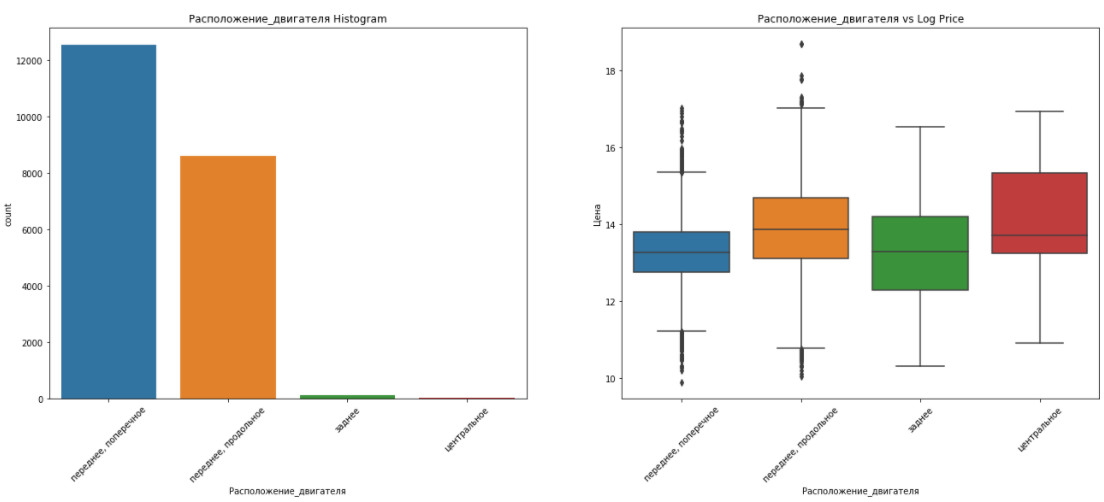 Расположение_двигателя Histogram
count
12000
10000
8000
6000
4000
2000
0
переднее, поперечное
переднее, продольное
заднее
центральное
Расположение_двигателя
Расположение_двигателя vs Log Price
Цена
18
16
14
12
10
переднее, поперечное
переднее, продольное
заднее
центральное
Расположение_двигателя